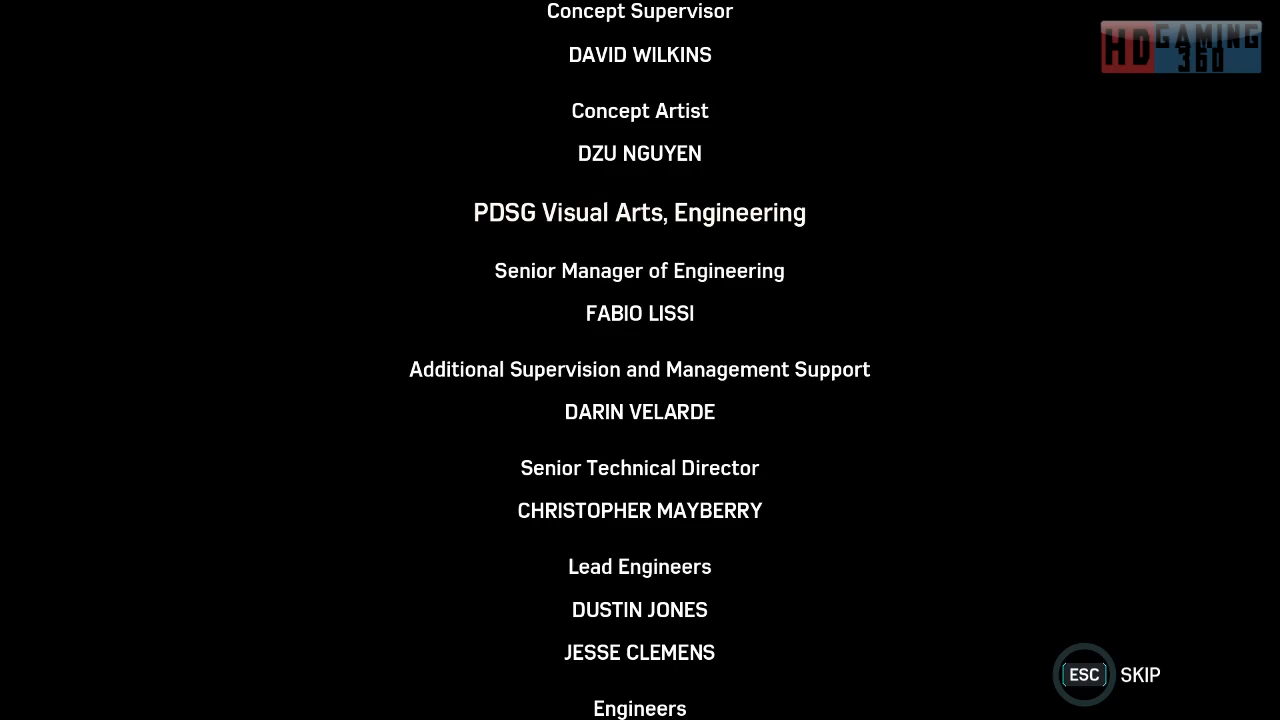 Concept Supervisor
DAVID WILKINS
Concept Artist
DZU NGUYEN
PDSG Visual Arts, Engineering
Senior Manager of Engineering
FABIO LISSI
Additional Supervision and Management Support
DARIN VELARDE
Senior Technical Director
CHRISTOPHER MAYBERRY
Lead Engineers
DUSTIN JONES
JESSE CLEMENS
Engineers
HD GAMING
360
ESC SKIP